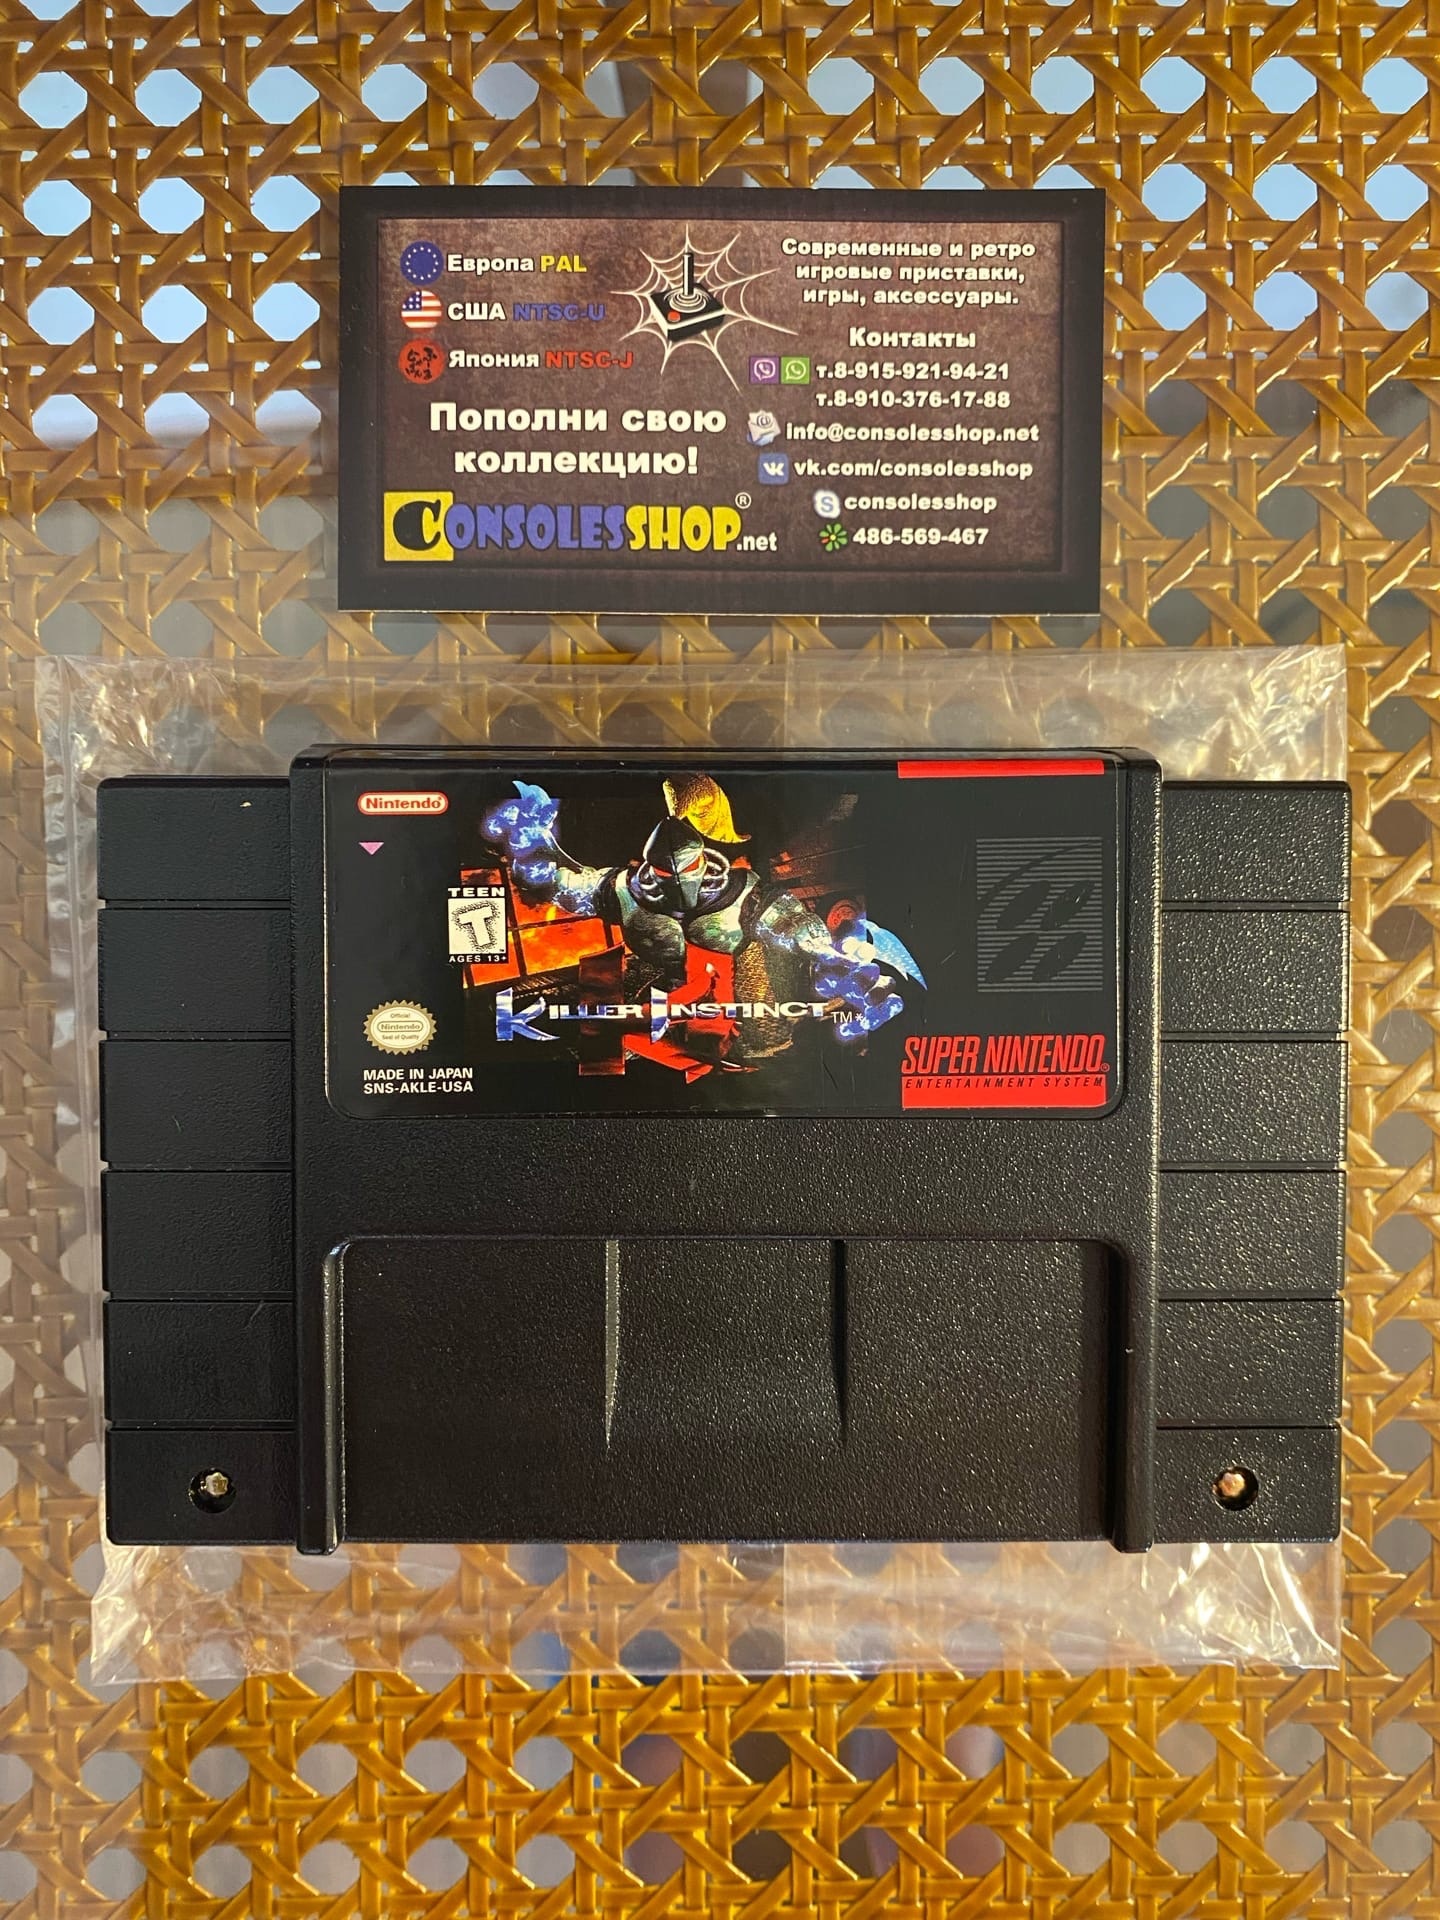 Европа PAL
США NTSC-U
Япония NTSC-J
Пополни свою
коллекцию!
CONSOLESSHOP.net
®
Современные и ретро
игровые приставки,
игры, аксессуары.
Контакты
т.8-915-921-94-21
т.8-910-376-17-88
info@consolesshop.net
vk.com/consolesshop
consolesshop
486-569-467
Nintendo®
TEEN
T
AGES 13+
KILLER INSTINCT TM*
Official
Nintendo
Seal of Quality
MADE IN JAPAN
SNS-AKLE-USA
SUPER NINTENDO®
ENTERTAINMENT SYSTEM